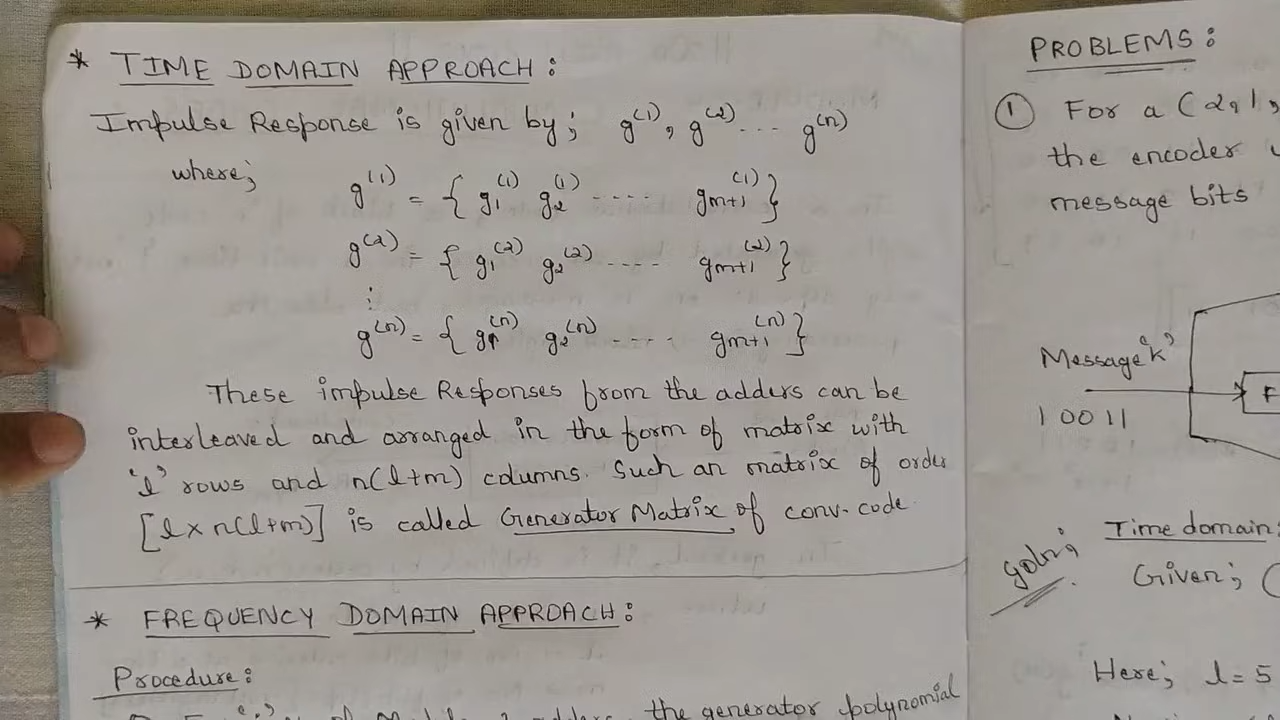 * TIME DOMAIN APPROACH:
Impulse Response is given by; g^(1), g^(2) ... g^(n)
where;
g^(1) = { g₁^(1) g₂^(1) ---- g_m+1^(1) }
g^(2) = { g₁^(2) g₂^(2) ---- g_m+1^(2) }
⋮
g^(n) = { g₁^(n) g₂^(n) ---- g_m+1^(n) }
These impulse Responses from the adders can be
interleaved and arranged in the form of matrix with
'l' rows and n(l+m) columns. Such an matrix of order
[l x n(l+m)] is called Generator Matrix of conv. code.
* FREQUENCY DOMAIN APPROACH:
Procedure:
the generator polynomial
PROBLEMS:
① For a (2,1,
the encoder
message bits
Message 'k'
10011
F
Soln;
Time domain:
Given; (
Here; l=5